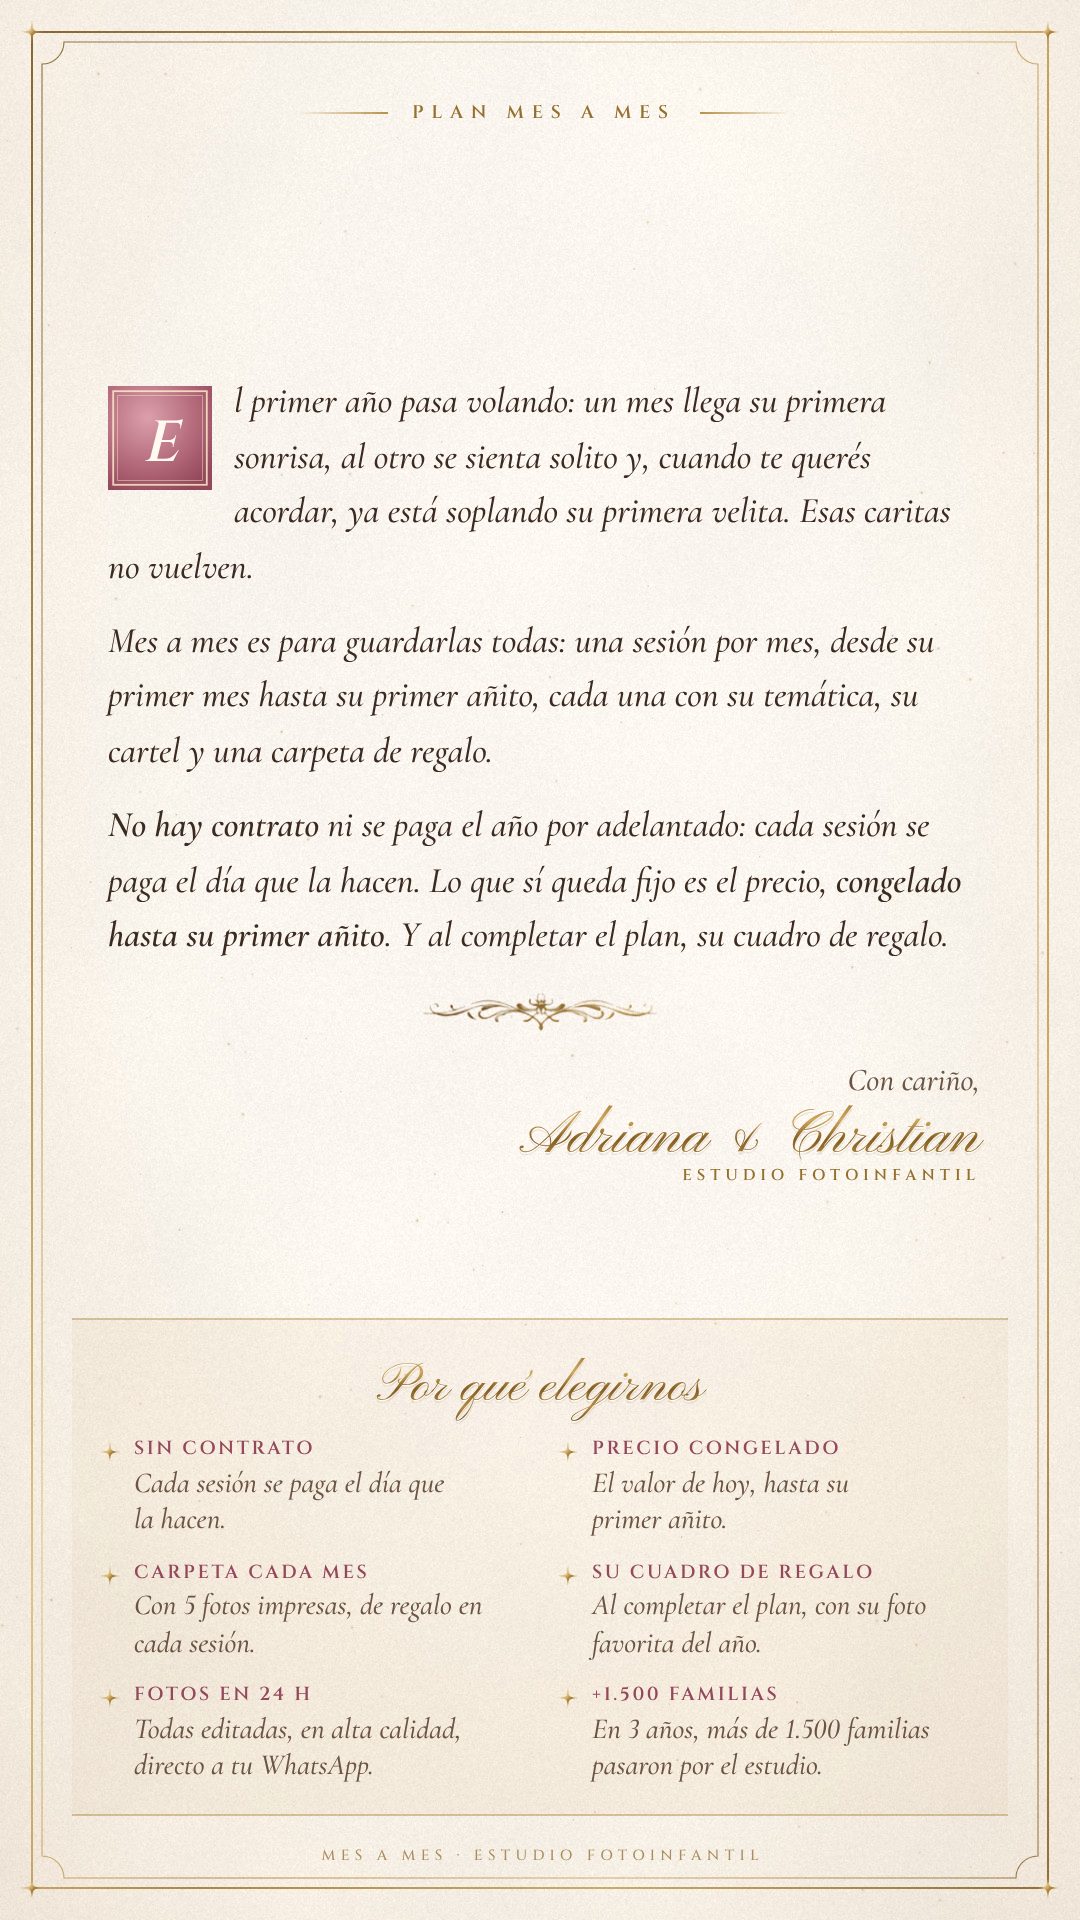 PLAN MES A MES
El primer año pasa volando: un mes llega su primera
sonrisa, al otro se sienta solito y, cuando te querés
acordar, ya está soplando su primera velita. Esas caritas
no vuelven.
Mes a mes es para guardarlas todas: una sesión por mes, desde su
primer mes hasta su primer añito, cada una con su temática, su
cartel y una carpeta de regalo.
No hay contrato ni se paga el año por adelantado: cada sesión se
paga el día que la hacen. Lo que sí queda fijo es el precio, congelado
hasta su primer añito. Y al completar el plan, su cuadro de regalo.
Con cariño,
Adriana & Christian
ESTUDIO FOTOINFANTIL
Por qué elegirnos
SIN CONTRATO
Cada sesión se paga el día que
la hacen.
PRECIO CONGELADO
El valor de hoy, hasta su
primer añito.
CARPETA CADA MES
Con 5 fotos impresas, de regalo en
cada sesión.
SU CUADRO DE REGALO
Al completar el plan, con su foto
favorita del año.
FOTOS EN 24 H
Todas editadas, en alta calidad,
directo a tu WhatsApp.
+1.500 FAMILIAS
En 3 años, más de 1.500 familias
pasaron por el estudio.
MES A MES · ESTUDIO FOTOINFANTIL